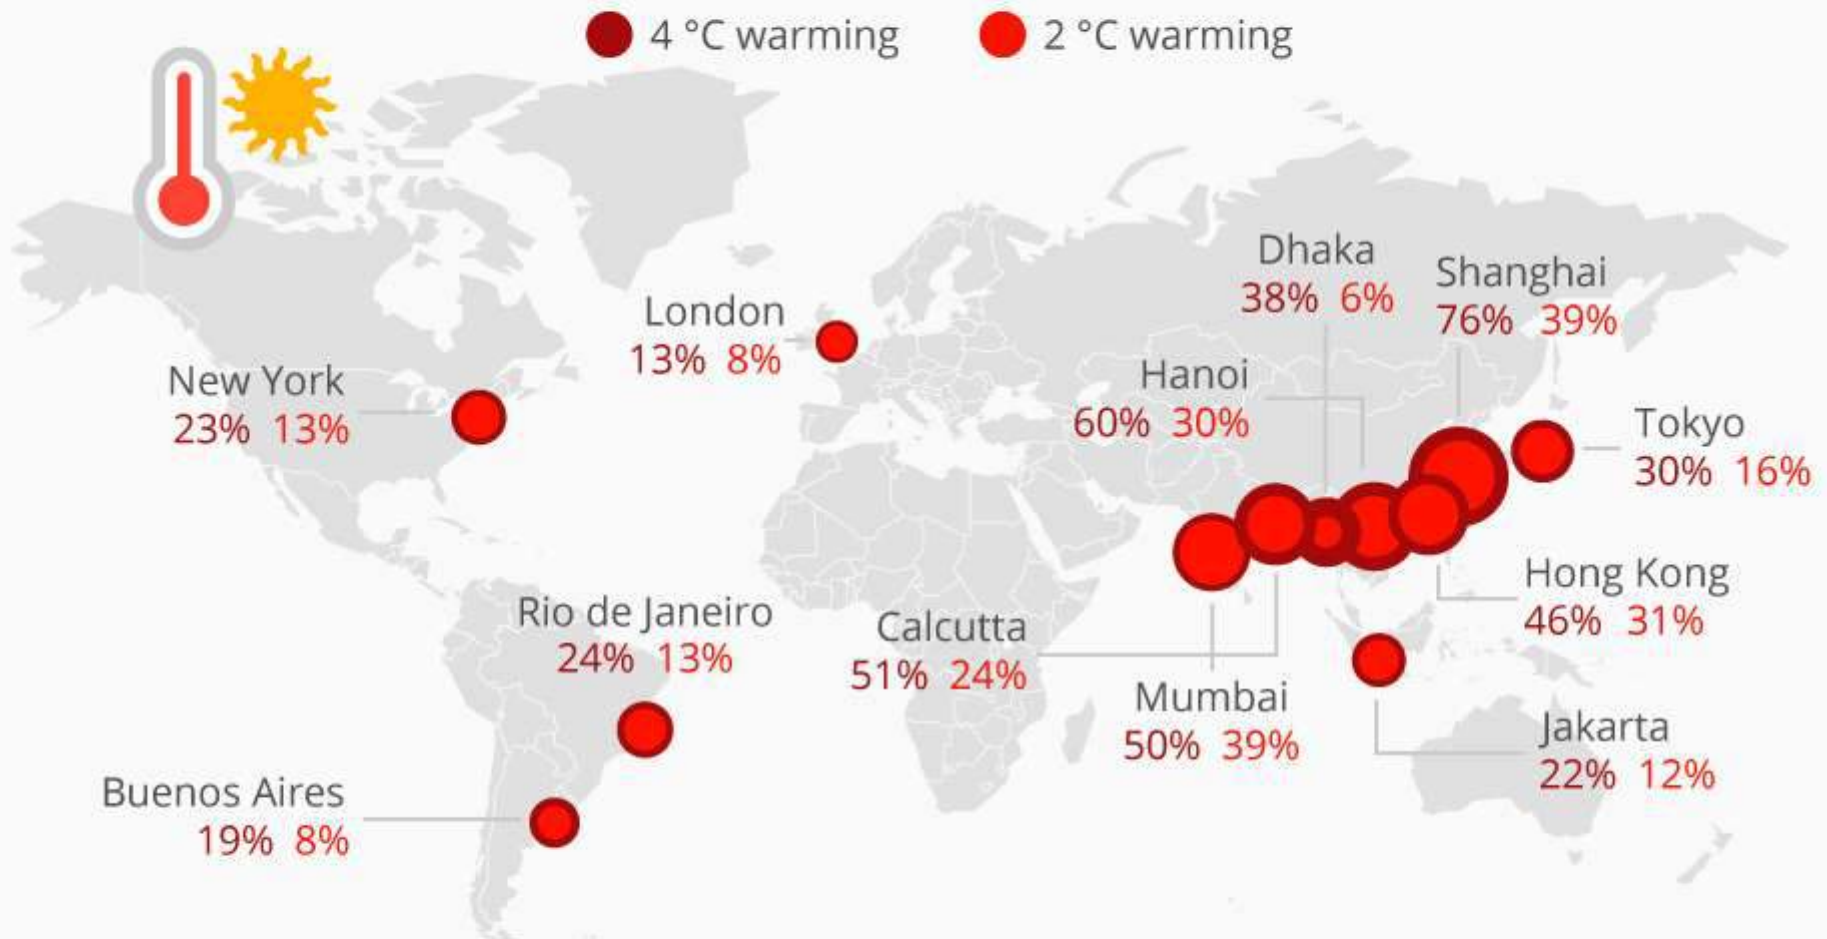 4 °C warming
2 °C warming
Dhaka
38% 6%
Shanghai
76% 39%
London
13% 8%
New York
23% 13%
Hanoi
60% 30%
Tokyo
30% 16%
Hong Kong
46% 31%
Rio de Janeiro
24% 13%
Calcutta
51% 24%
Mumbai
50% 39%
Jakarta
22% 12%
Buenos Aires
19% 8%